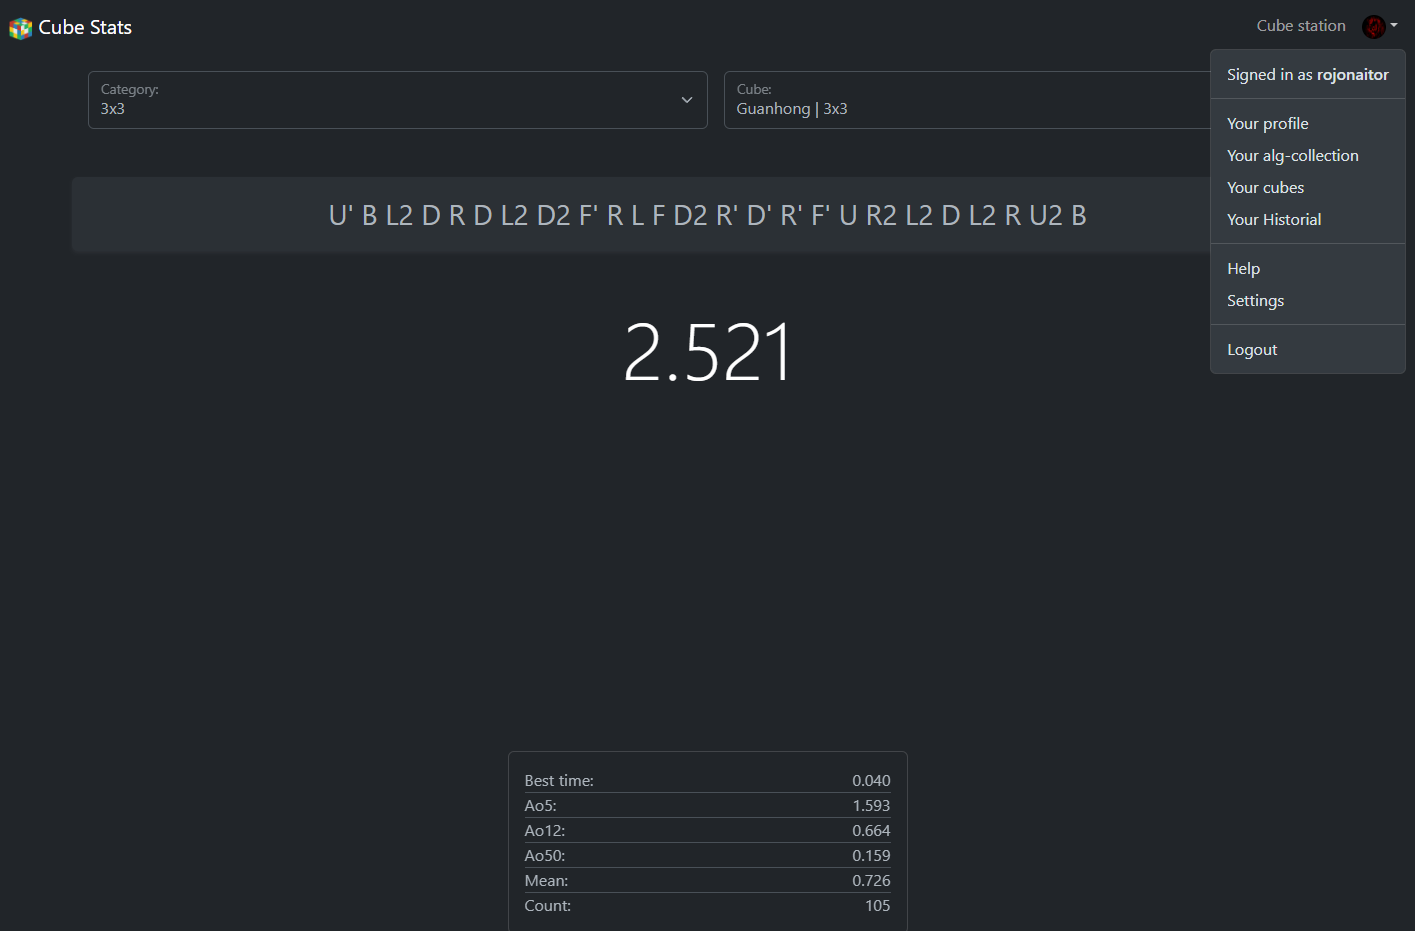 Cube Stats
Cube station
Signed in as rojonaitor
Your profile
Your alg-collection
Your cubes
Your Historial
Help
Settings
Logout
Category:
3x3
Cube:
Guanhong | 3x3
U' B L2 D R D L2 D2 F' R L F D2 R' D' R' F' U R2 L2 D L2 R U2 B
2.521
Best time: 0.040
Ao5: 1.593
Ao12: 0.664
Ao50: 0.159
Mean: 0.726
Count: 105